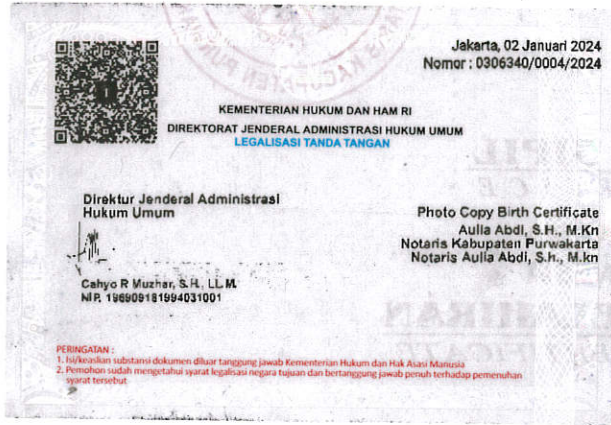 Jakarta, 02 Januari 2024
Nomor : 0306340/0004/2024
KEMENTERIAN HUKUM DAN HAM RI
DIREKTORAT JENDERAL ADMINISTRASI HUKUM UMUM
LEGALISASI TANDA TANGAN
Direktur Jenderal Administrasi
Hukum Umum
Cahyo R Muzhar, S.H., LL.M.
NIP. 196909181994031001
Photo Copy Birth Certificate
Aulia Abdi, S.H., M.Kn
Notaris Kabupaten Purwakarta
Notaris Aulia Abdi, S.h., M.kn
PERINGATAN :
1. Isi/keaslian substansi dokumen diluar tanggung jawab Kementerian Hukum dan Hak Asasi Manusia
2. Pemohon sudah mengetahui syarat legalisasi negara tujuan dan bertanggung jawab penuh terhadap pemenuhan
syarat tersebut